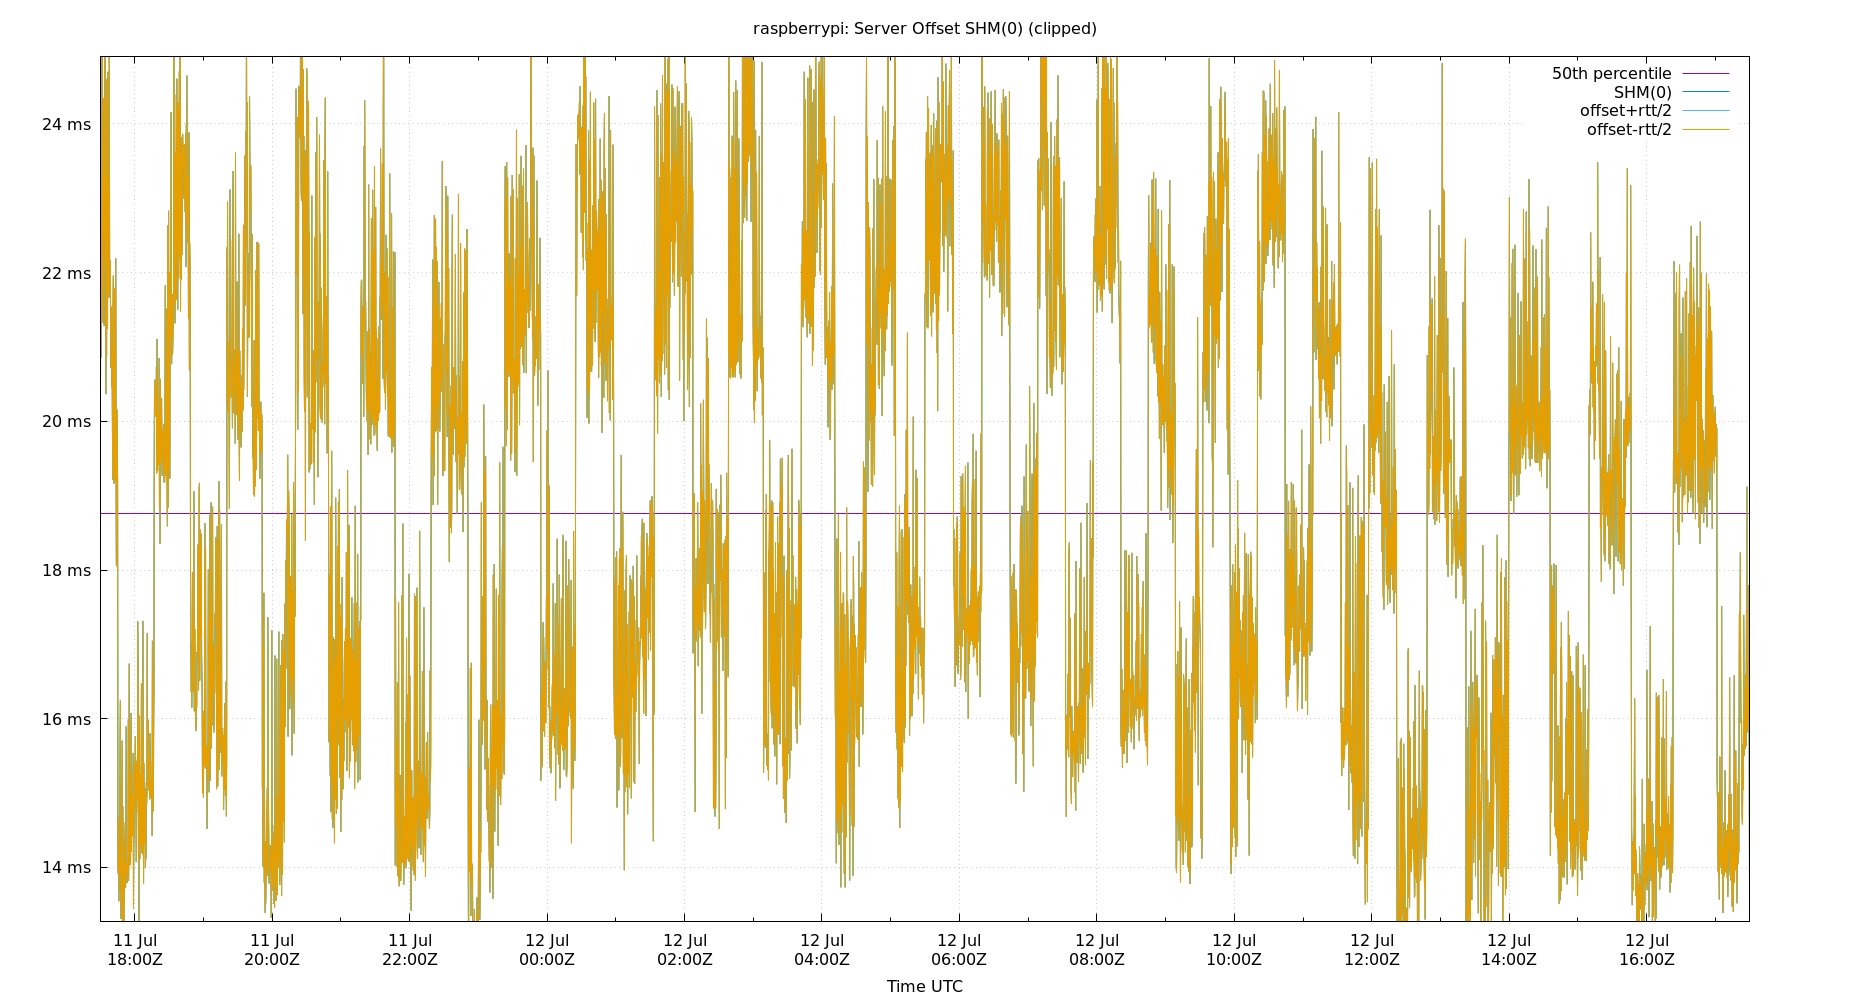 raspberrypi: Server Offset SHM(0) (clipped)
50th percentile
SHM(0)
offset+rtt/2
offset-rtt/2
24 ms
22 ms
20 ms
18 ms
16 ms
14 ms
11 Jul 11 Jul 11 Jul 12 Jul 12 Jul 12 Jul 12 Jul 12 Jul 12 Jul 12 Jul 12 Jul 12 Jul
18:00Z 20:00Z 22:00Z 00:00Z 02:00Z 04:00Z 06:00Z 08:00Z 10:00Z 12:00Z 14:00Z 16:00Z
Time UTC